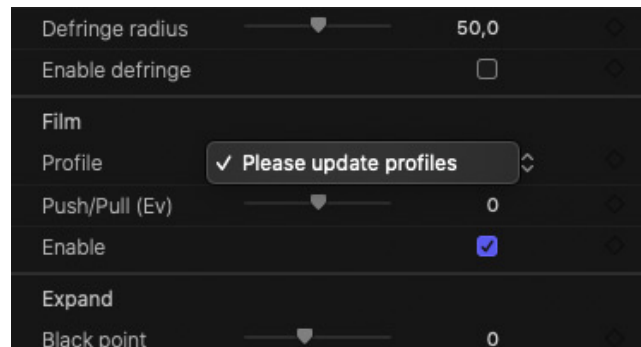 Defringe radius 50,0
Enable defringe
Film
Profile ✓ Please update profiles
Push/Pull (Ev) 0
Enable
Expand
Black point 0